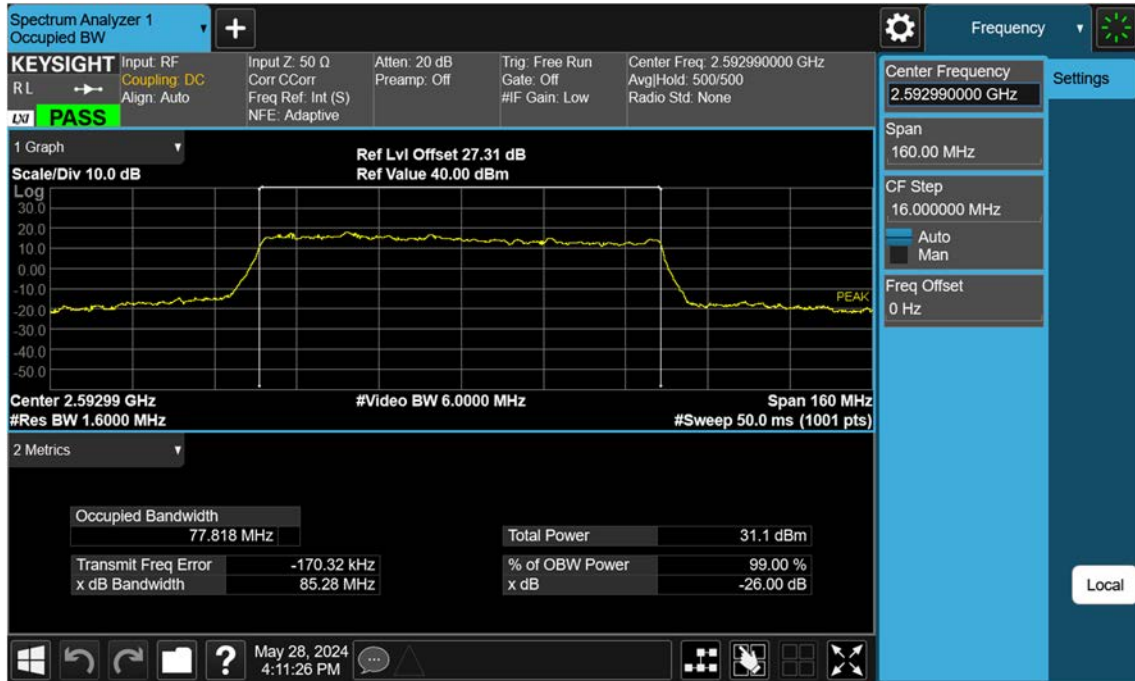 Spectrum Analyzer 1
Occupied BW
+
Frequency
KEYSIGHT
R L
LXI PASS
Input: RF
Coupling: DC
Align: Auto
Input Z: 50 Ω
Corr CCorr
Freq Ref: Int (S)
NFE: Adaptive
Atten: 20 dB
Preamp: Off
Trig: Free Run
Gate: Off
#IF Gain: Low
Center Freq: 2.592990000 GHz
Avg|Hold: 500/500
Radio Std: None
Center Frequency
2.592990000 GHz
Settings
Span
160.00 MHz
CF Step
16.000000 MHz
Auto
Man
Freq Offset
0 Hz
Local
1 Graph
Scale/Div 10.0 dB
Ref Lvl Offset 27.31 dB
Ref Value 40.00 dBm
Log
30.0
20.0
10.0
0.00
-10.0
-20.0
-30.0
-40.0
-50.0
PEAK
Center 2.59299 GHz
#Video BW 6.0000 MHz
Span 160 MHz
#Res BW 1.6000 MHz
#Sweep 50.0 ms (1001 pts)
2 Metrics
Occupied Bandwidth
77.818 MHz
Total Power 31.1 dBm
Transmit Freq Error -170.32 kHz
% of OBW Power 99.00 %
x dB Bandwidth 85.28 MHz
x dB -26.00 dB
?
May 28, 2024
4:11:26 PM